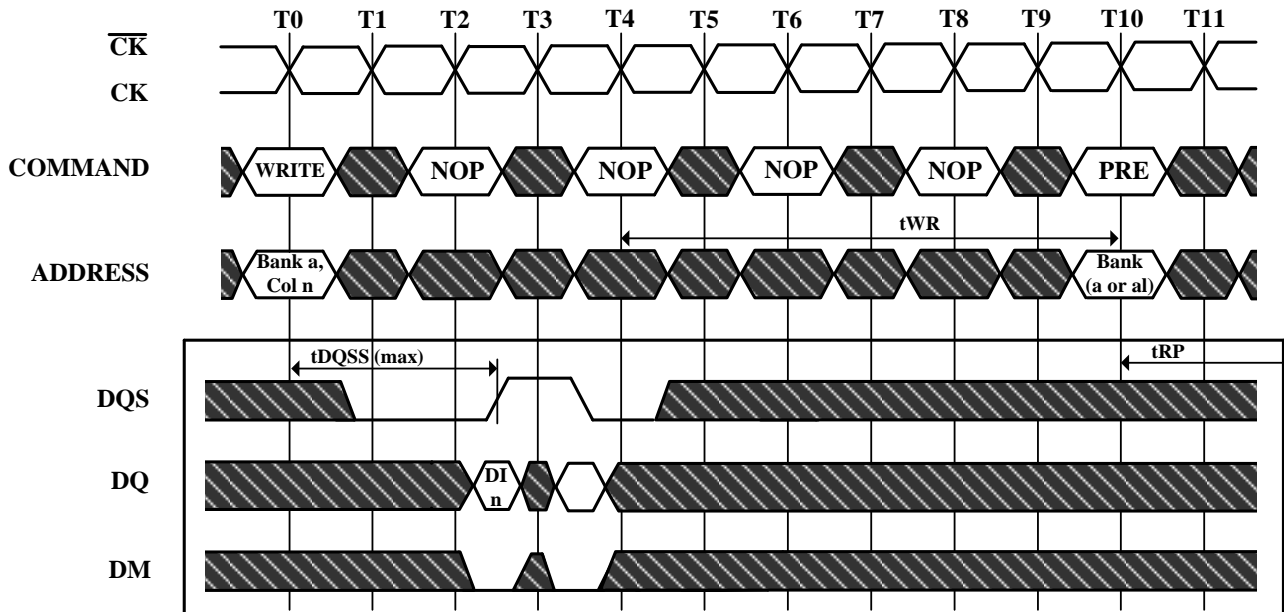 T0 T1 T2 T3 T4 T5 T6 T7 T8 T9 T10 T11
CK
CK
COMMAND
WRITE NOP NOP NOP NOP PRE
tWR
ADDRESS
Bank a,
Col n
Bank
(a or al)
tDQSS (max)
tRP
DQS
DQ
DI
n
DM